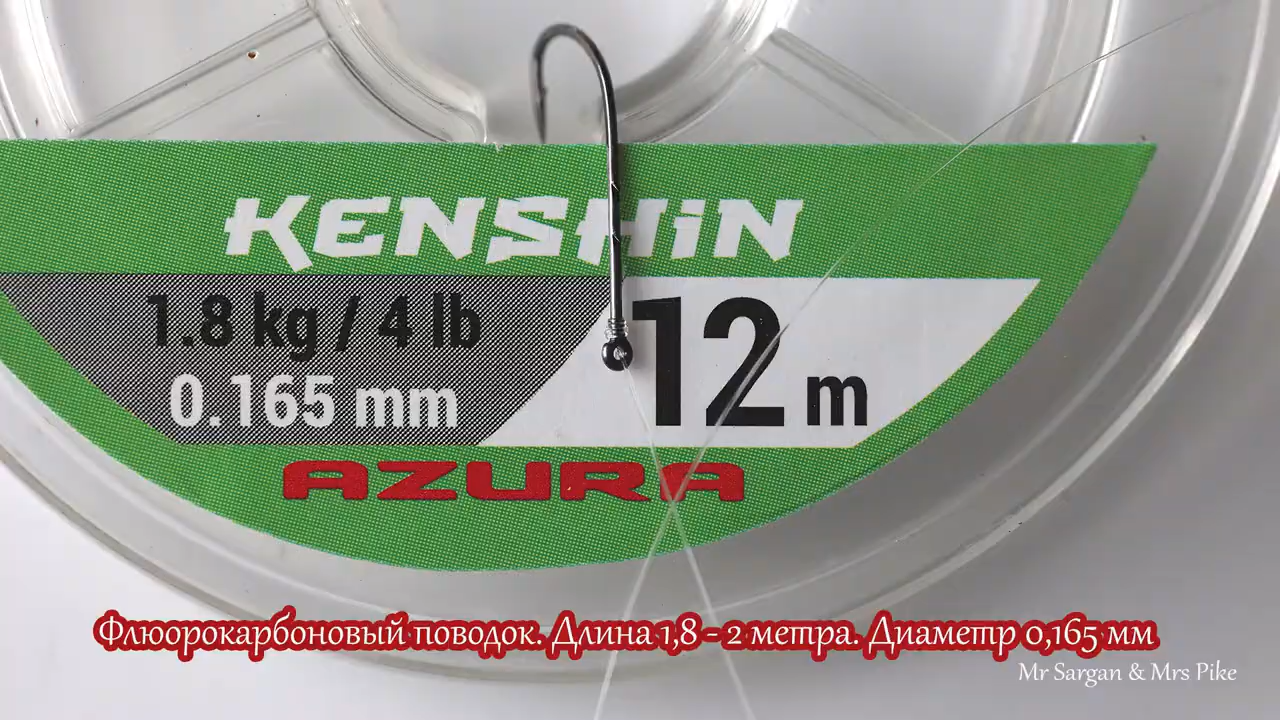 KENSHiN
1.8 kg / 4 lb
0.165 mm
12 m
AZURA
Флюорокарбоновый поводок. Длина 1,8 - 2 метра. Диаметр 0,165 мм
Mr Sargan & Mrs Pike